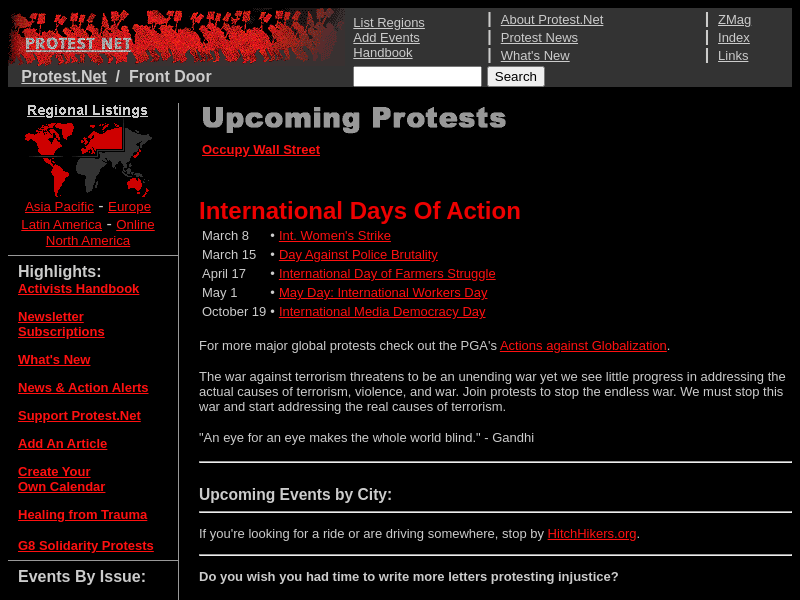 PROTEST NET
List Regions
Add Events
Handbook
About Protest.Net
Protest News
What's New
ZMag
Index
Links
Protest.Net / Front Door
Search
Regional Listings
Asia Pacific - Europe
Latin America - Online
North America
Highlights:
Activists Handbook
Newsletter
Subscriptions
What's New
News & Action Alerts
Support Protest.Net
Add An Article
Create Your
Own Calendar
Healing from Trauma
G8 Solidarity Protests
Events By Issue:
Upcoming Protests
Occupy Wall Street
International Days Of Action
March 8 • Int. Women's Strike
March 15 • Day Against Police Brutality
April 17 • International Day of Farmers Struggle
May 1 • May Day: International Workers Day
October 19 • International Media Democracy Day
For more major global protests check out the PGA's Actions against Globalization.
The war against terrorism threatens to be an unending war yet we see little progress in addressing the
actual causes of terrorism, violence, and war. Join protests to stop the endless war. We must stop this
war and start addressing the real causes of terrorism.
"An eye for an eye makes the whole world blind." - Gandhi
Upcoming Events by City:
If you're looking for a ride or are driving somewhere, stop by HitchHikers.org.
Do you wish you had time to write more letters protesting injustice?